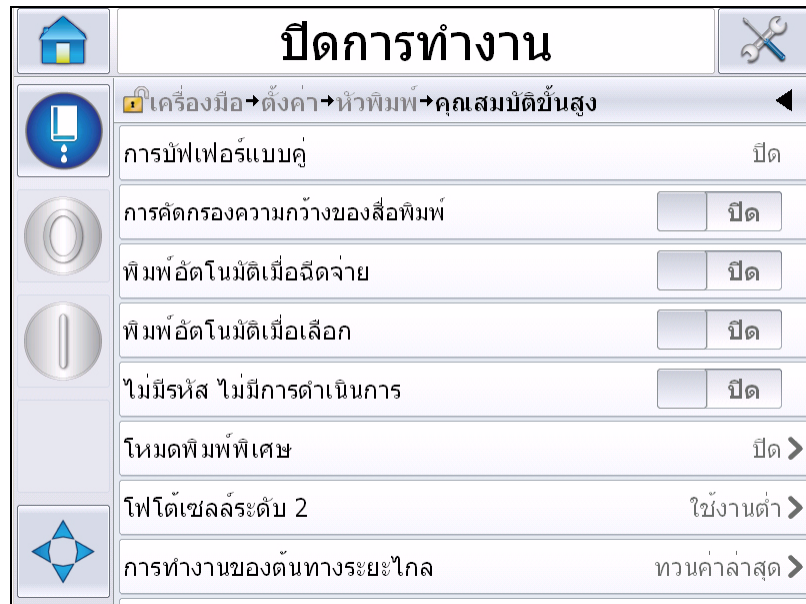 ปิดการทำงาน
เครื่องมือ→ตั้งค่า→หัวพิมพ์→คุณสมบัติขั้นสูง
การบัฟเฟอร์แบบคู่ ปิด
การคัดกรองความกว้างของสื่อพิมพ์ ปิด
พิมพ์อัตโนมัติเมื่อฉีดจ่าย ปิด
พิมพ์อัตโนมัติเมื่อเลือก ปิด
ไม่มีรหัส ไม่มีการดำเนินการ ปิด
โหมดพิมพ์พิเศษ ปิด
โฟโต้เซลล์ระดับ 2 ใช้งานต่ำ
การทำงานของต้นทางระยะไกล ทวนค่าล่าสุด